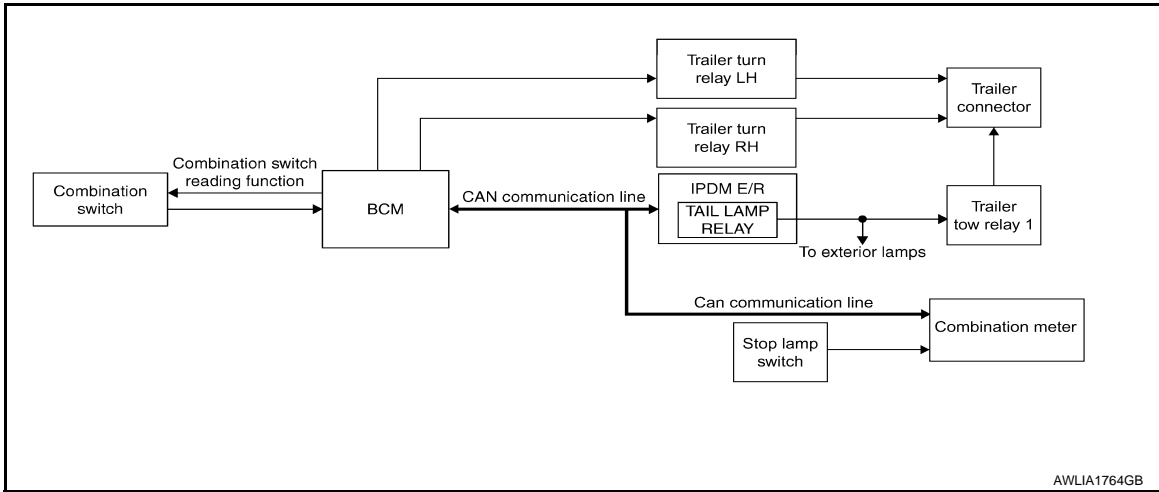 Trailer turn
relay LH
Trailer
connector
Trailer turn
relay RH
Combination switch
reading function
Combination
switch
BCM
CAN communication line
IPDM E/R
TAIL LAMP
RELAY
Trailer
tow relay 1
To exterior lamps
Can communication line
Combination meter
Stop lamp
switch
AWLIA1764GB